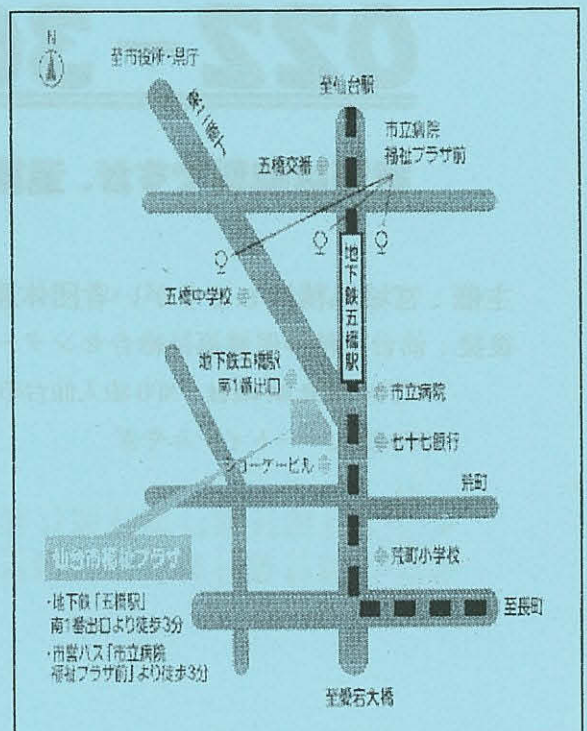 N
至市役所・県庁
至仙台駅
東二番丁
市立病院
福祉プラザ前
五橋交番
地下鉄五橋駅
五橋中学校
地下鉄五橋駅
南1番出口
市立病院
七十七銀行
ショーケービル
荒町
仙台市福祉プラザ
荒町小学校
・地下鉄「五橋駅」
南1番出口より徒歩3分
至長町
・市営バス「市立病院
福祉プラザ前」より徒歩3分
至愛宕大橋